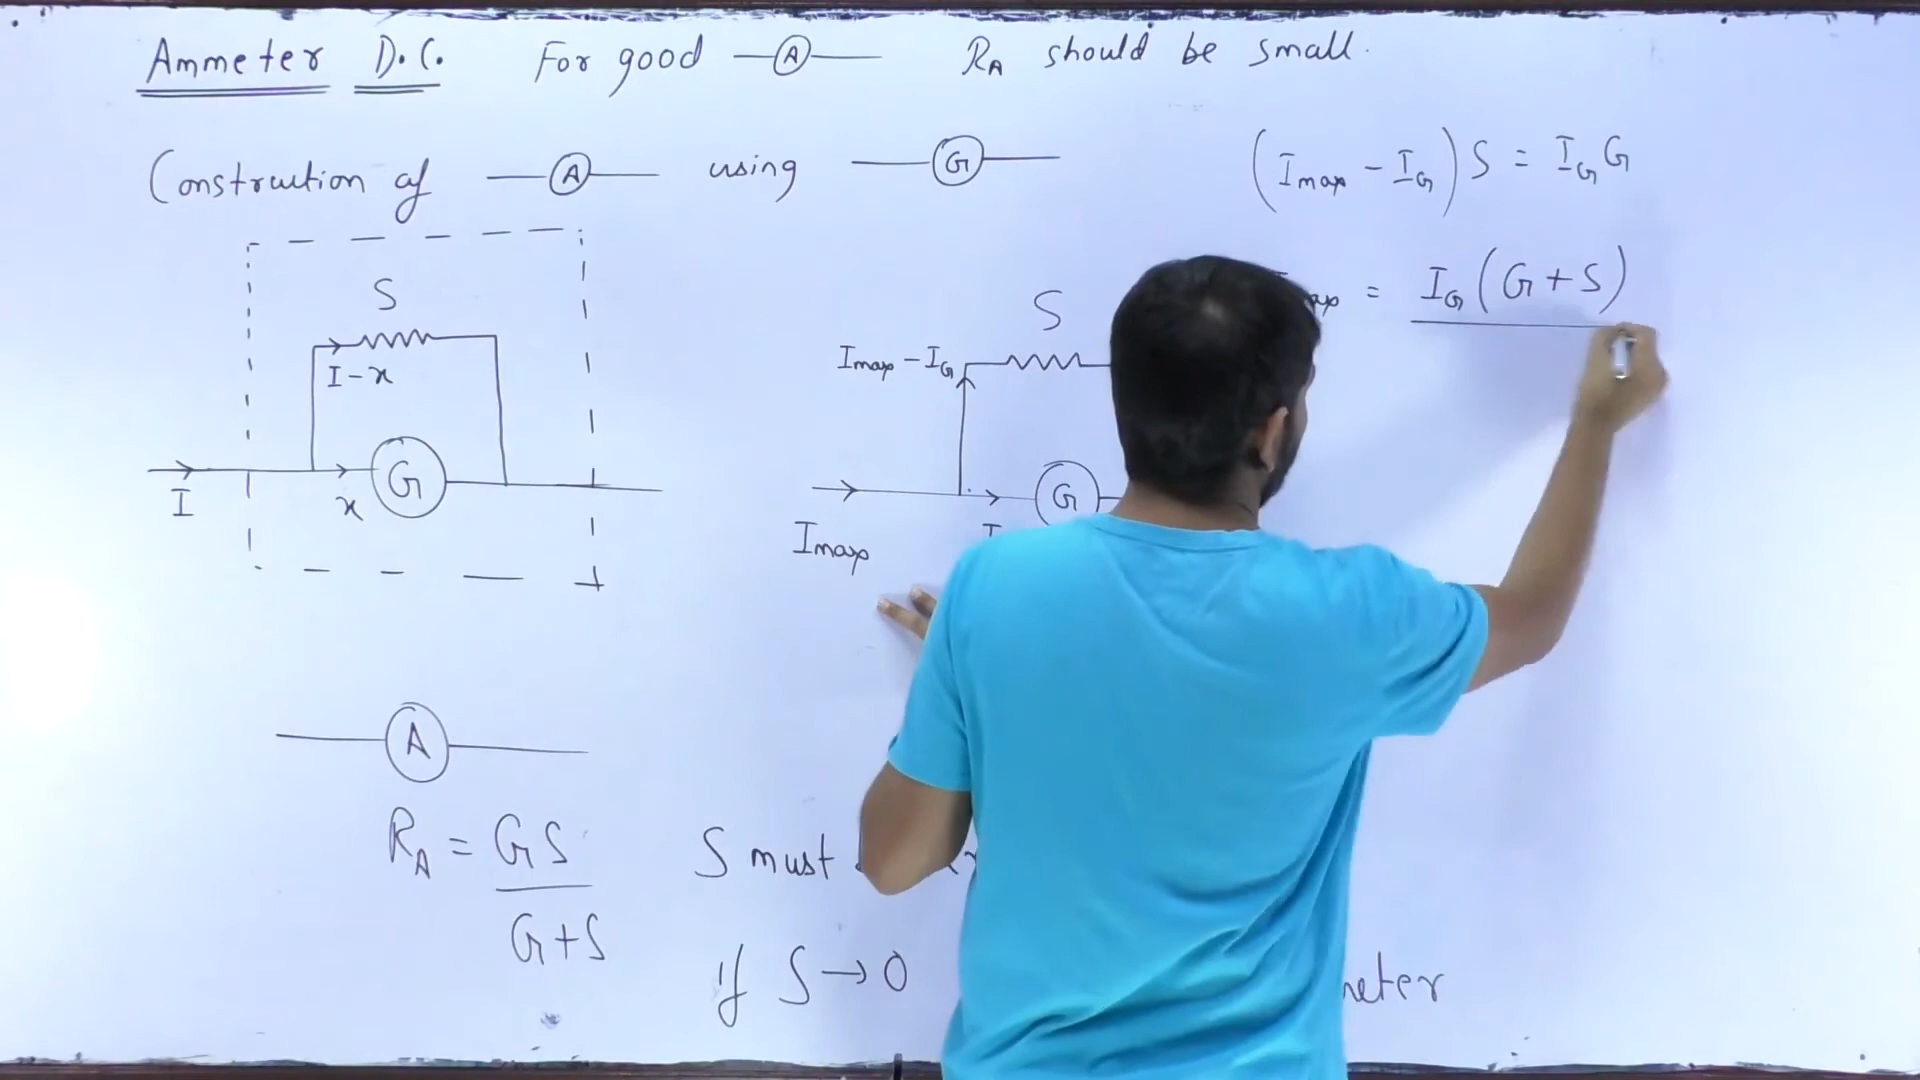 Ammeter D.C. For good A R_A should be small.
Construction of A using G
(I_max - I_G) S = I_G G
= I_G (G + S)
S
I - x
G
I
x
S
I_max - I_G
G
I_max
A
R_A = GS
G+S
S must
if S → 0